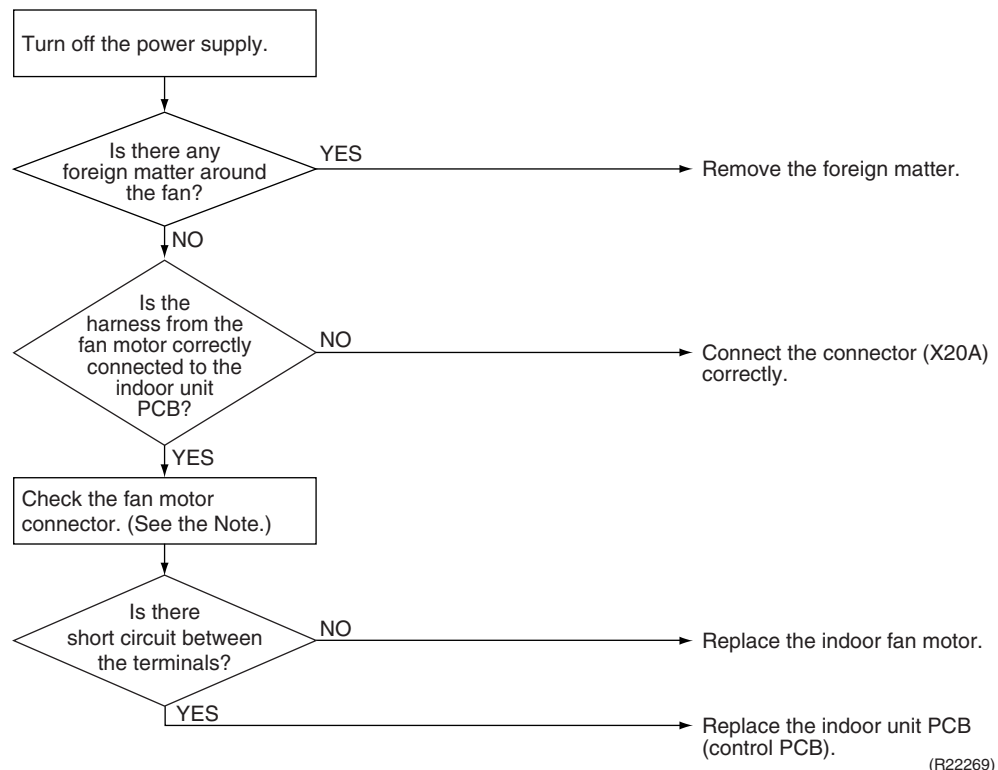 Turn off the power supply.
Is there any
foreign matter around
the fan?
YES
Remove the foreign matter.
NO
Is the
harness from the
fan motor correctly
connected to the
indoor unit
PCB?
NO
Connect the connector (X20A)
correctly.
YES
Check the fan motor
connector. (See the Note.)
Is there
short circuit between
the terminals?
NO
Replace the indoor fan motor.
YES
Replace the indoor unit PCB
(control PCB).
(R22269)